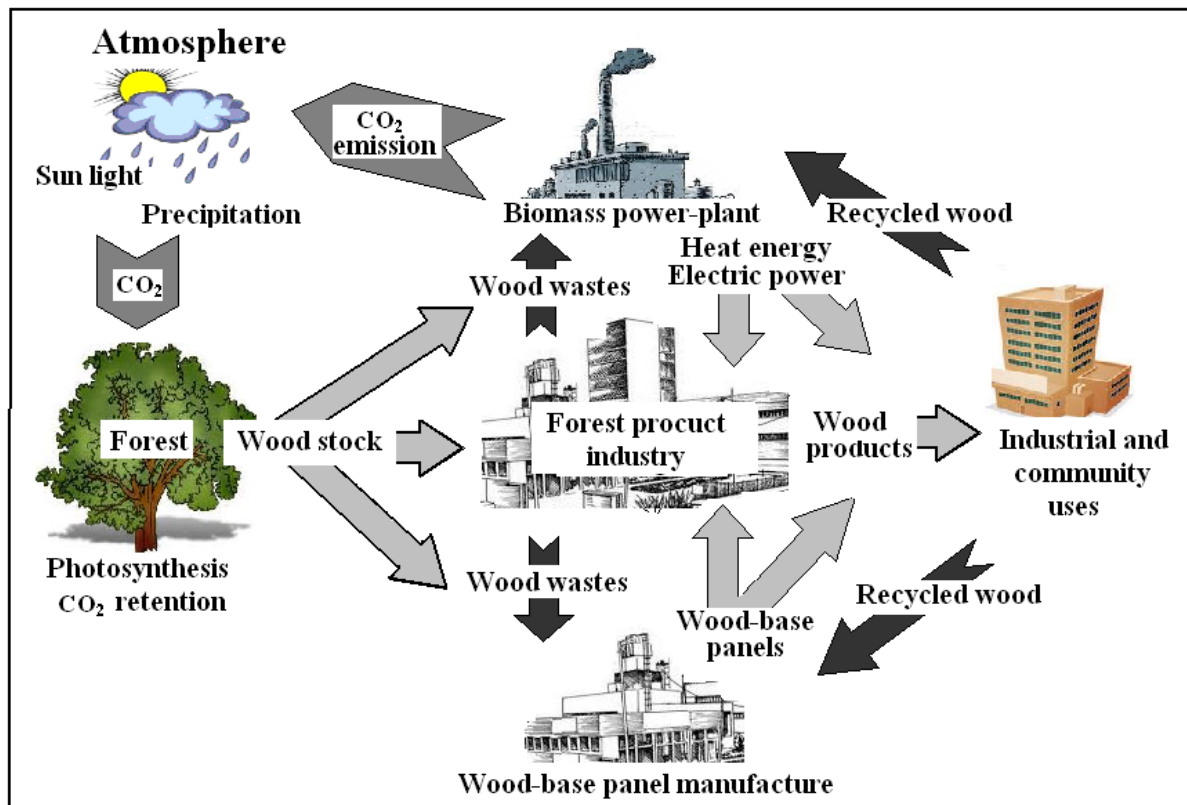 Atmosphere
CO₂
emission
Sun light
Precipitation
Biomass power-plant
Recycled wood
Heat energy
Electric power
CO₂
Wood wastes
Forest
Wood stock
Forest procuct
industry
Wood
products
Industrial and
community
uses
Photosynthesis
CO₂ retention
Wood wastes
Recycled wood
Wood-base
panels
Wood-base panel manufacture